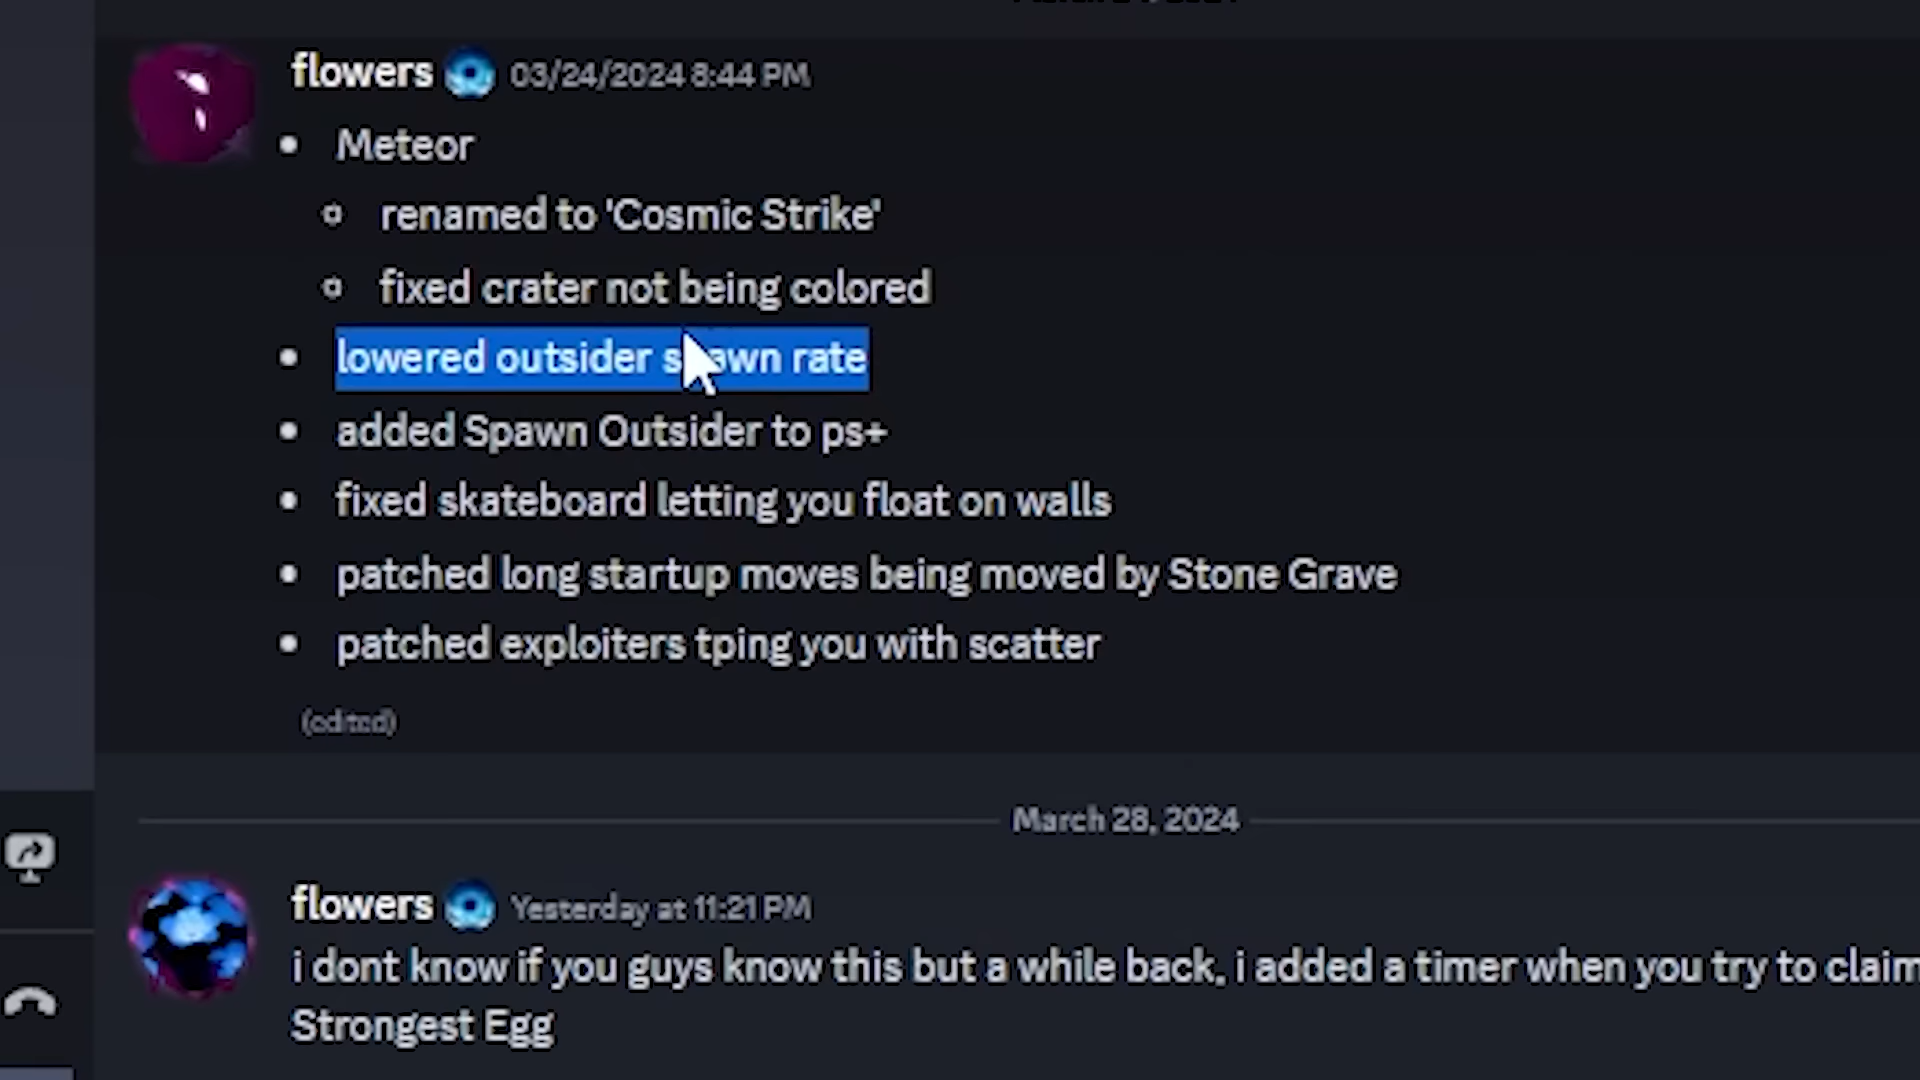 flowers 03/24/2024 8:44 PM
• Meteor
○ renamed to 'Cosmic Strike'
○ fixed crater not being colored
• lowered outsider spawn rate
• added Spawn Outsider to ps+
• fixed skateboard letting you float on walls
• patched long startup moves being moved by Stone Grave
• patched exploiters tping you with scatter
(edited)
March 28, 2024
flowers Yesterday at 11:21 PM
i dont know if you guys know this but a while back, i added a timer when you try to claim
Strongest Egg